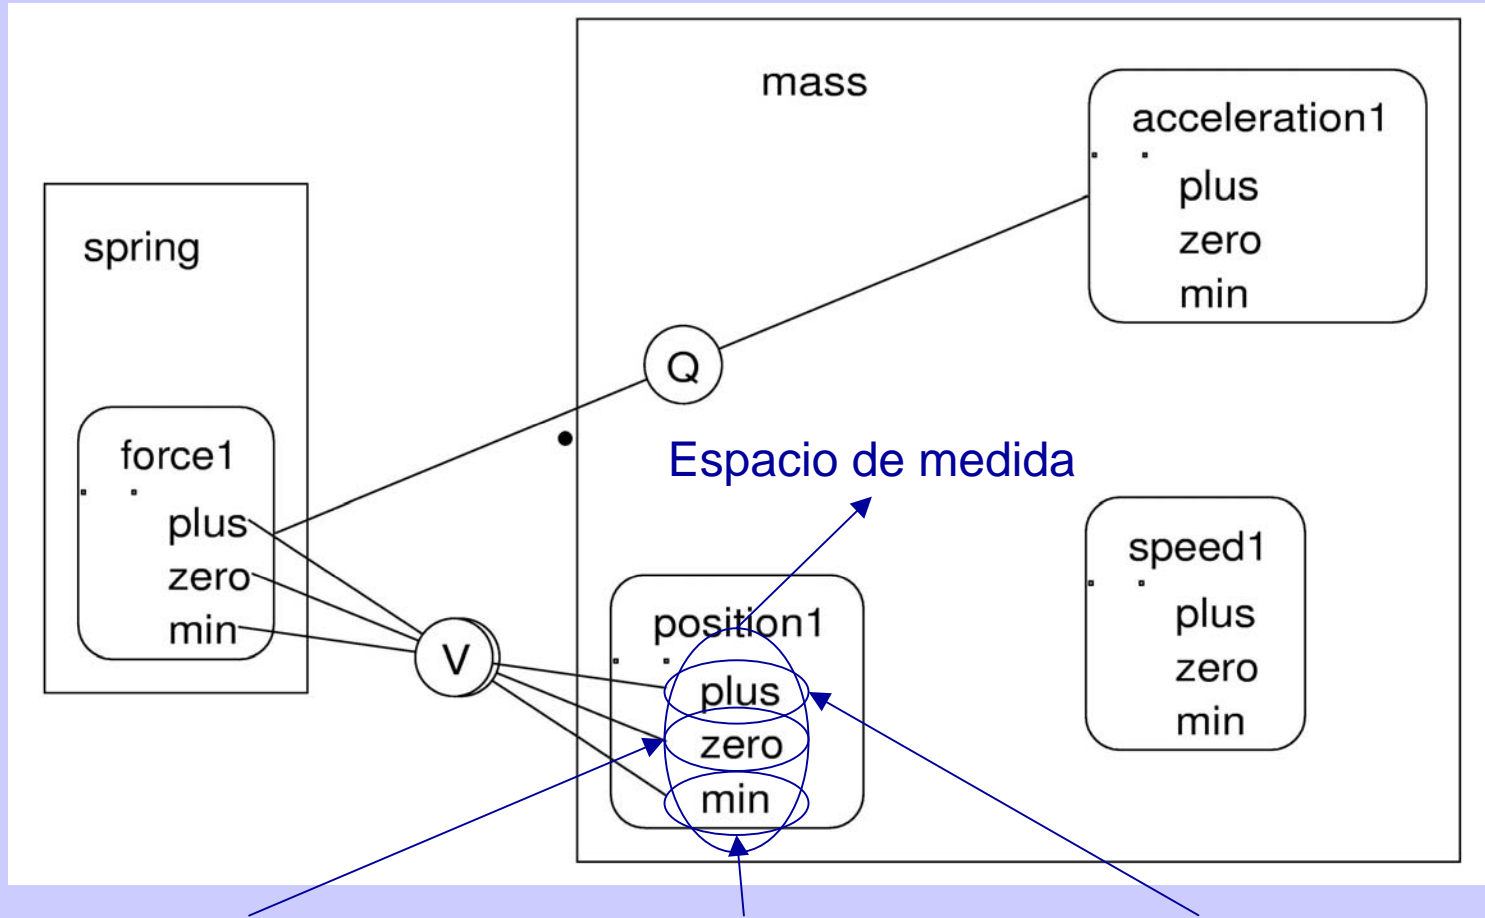 mass
acceleration1
plus
zero
min
spring
Q
force1
plus
zero
min
Espacio de medida
V
position1
plus
zero
min
speed1
plus
zero
min